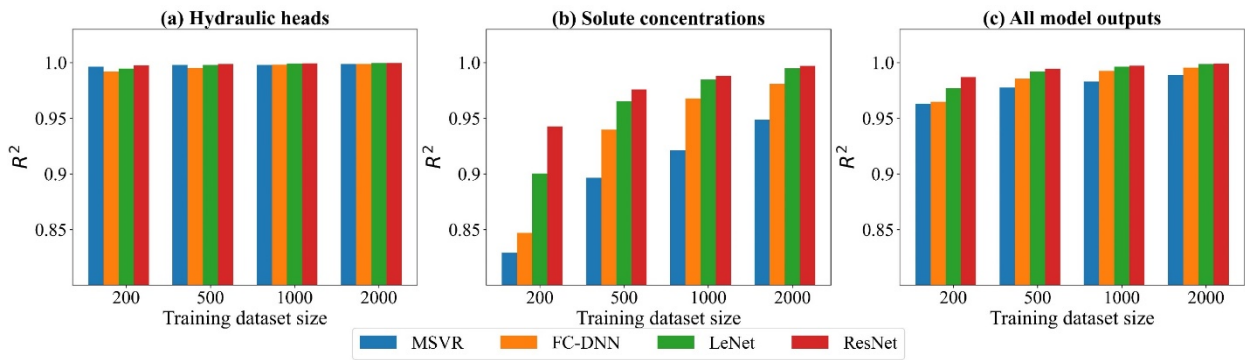 (a) Hydraulic heads
1.0
0.95
0.9
0.85
R²
200 500 1000 2000
Training dataset size
(b) Solute concentrations
1.0
0.95
0.9
0.85
R²
200 500 1000 2000
Training dataset size
(c) All model outputs
1.0
0.95
0.9
0.85
R²
200 500 1000 2000
Training dataset size
MSVR FC-DNN LeNet ResNet